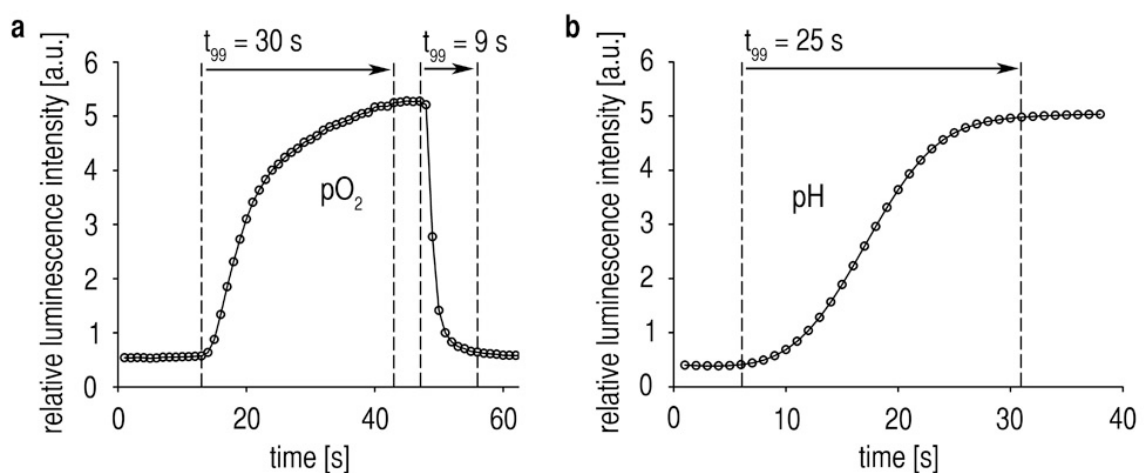 a
t99 = 30 s
t99 = 9 s
relative luminescence intensity [a.u.]
6
5
4
3
2
1
0
pO2
0
20
40
60
time [s]
b
t99 = 25 s
relative luminescence intensity [a.u.]
6
5
4
3
2
1
0
pH
0
10
20
30
40
time [s]